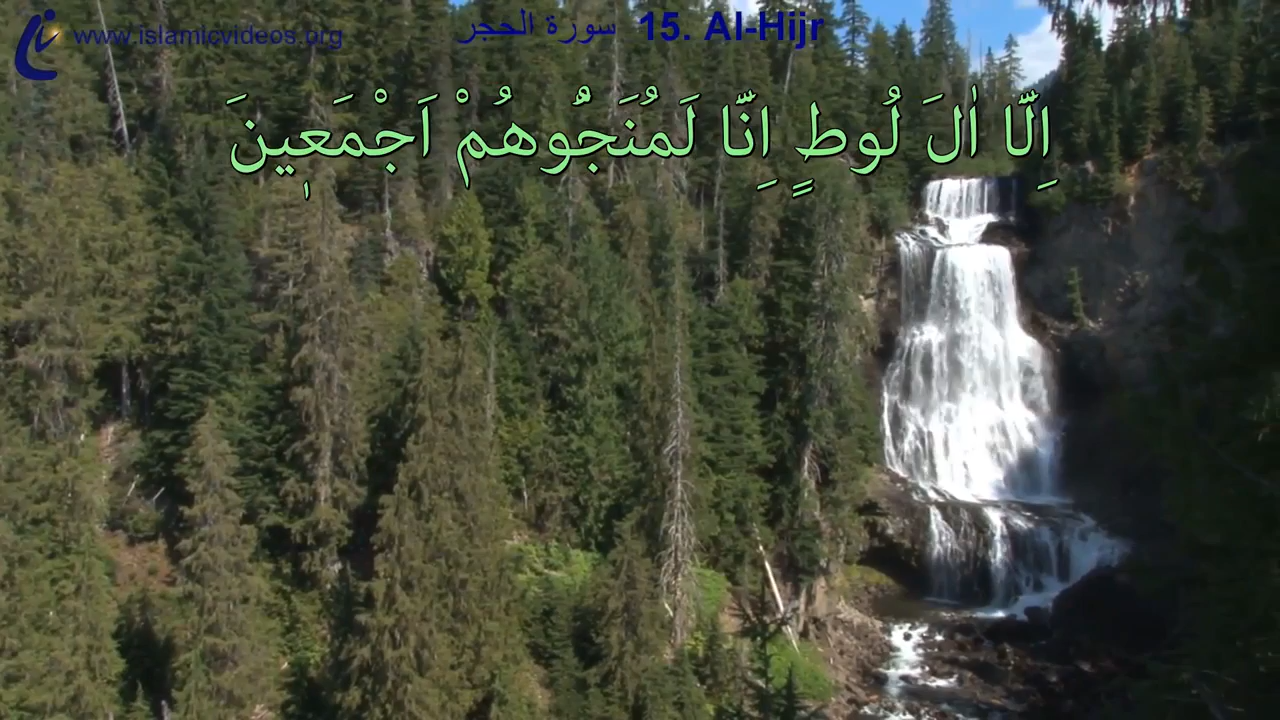 www.islamicvideos.org
سورة الحجر 15. Al-Hijr
اِلَّا اٰلَ لُوطٍ اِنَّا لَمُنَجُّوهُمْ اَجْمَعٖينَ